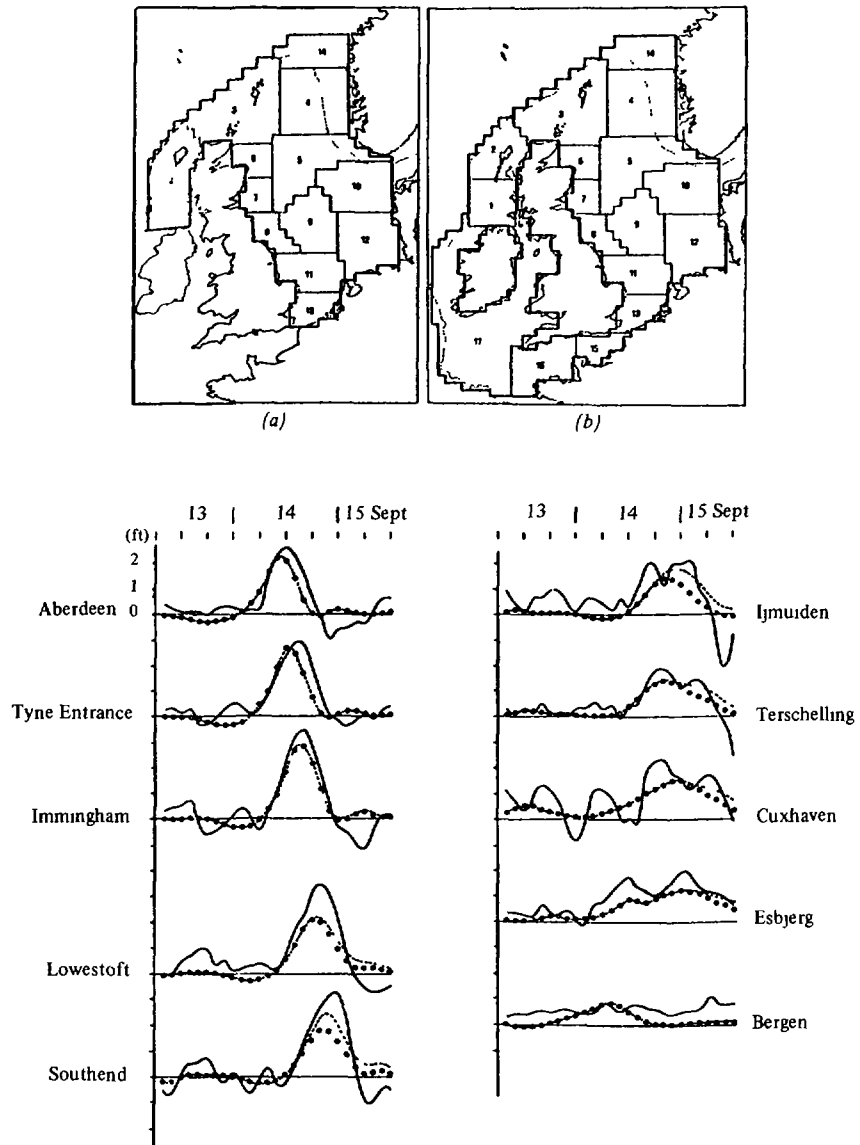 14
3
4
6
5
7
10
9
8
12
11
13
(a)
14
3
4
2
6
5
1
7
10
9
8
12
11
13
17
15
16
(b)
13 | 14 | 15 Sept
(ft)
2
1
Aberdeen 0
Tyne Entrance
Immingham
Lowestoft
Southend
13 14 15 Sept
Ijmuiden
Terschelling
Cuxhaven
Esbjerg
Bergen